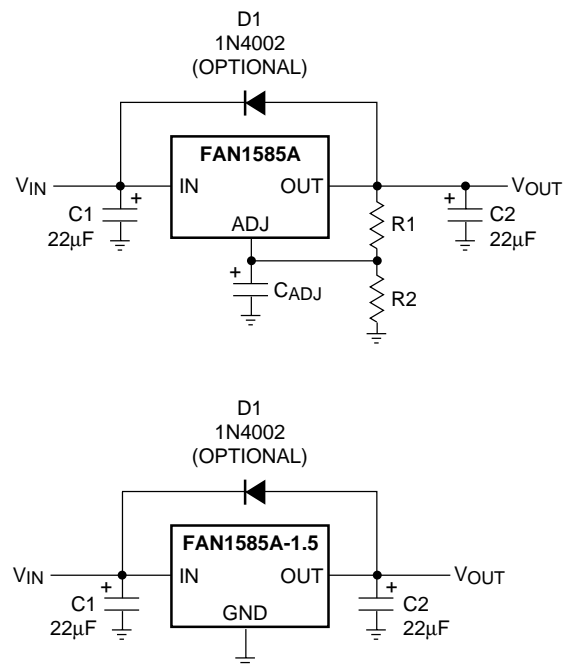 D1
1N4002
(OPTIONAL)
FAN1585A
VIN
IN
OUT
VOUT
+
C1
22μF
ADJ
R1
+
C2
22μF
+
CADJ
R2
D1
1N4002
(OPTIONAL)
FAN1585A-1.5
VIN
IN
OUT
VOUT
+
C1
22μF
GND
+
C2
22μF